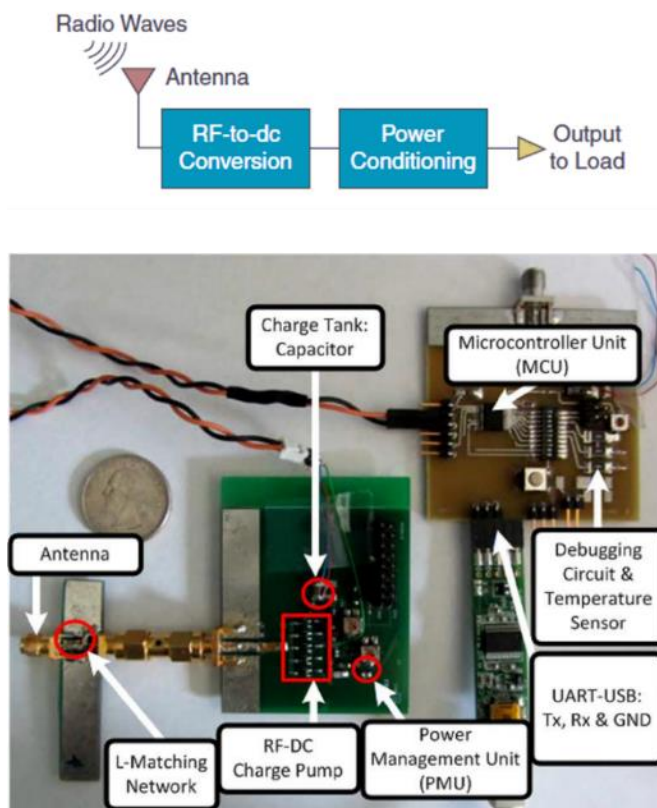 Radio Waves
Antenna
RF-to-dc
Conversion
Power
Conditioning
Output
to Load
Charge Tank:
Capacitor
Microcontroller Unit
(MCU)
Antenna
Debugging
Circuit &
Temperature
Sensor
L-Matching
Network
RF-DC
Charge Pump
Power
Management Unit
(PMU)
UART-USB:
Tx, Rx & GND